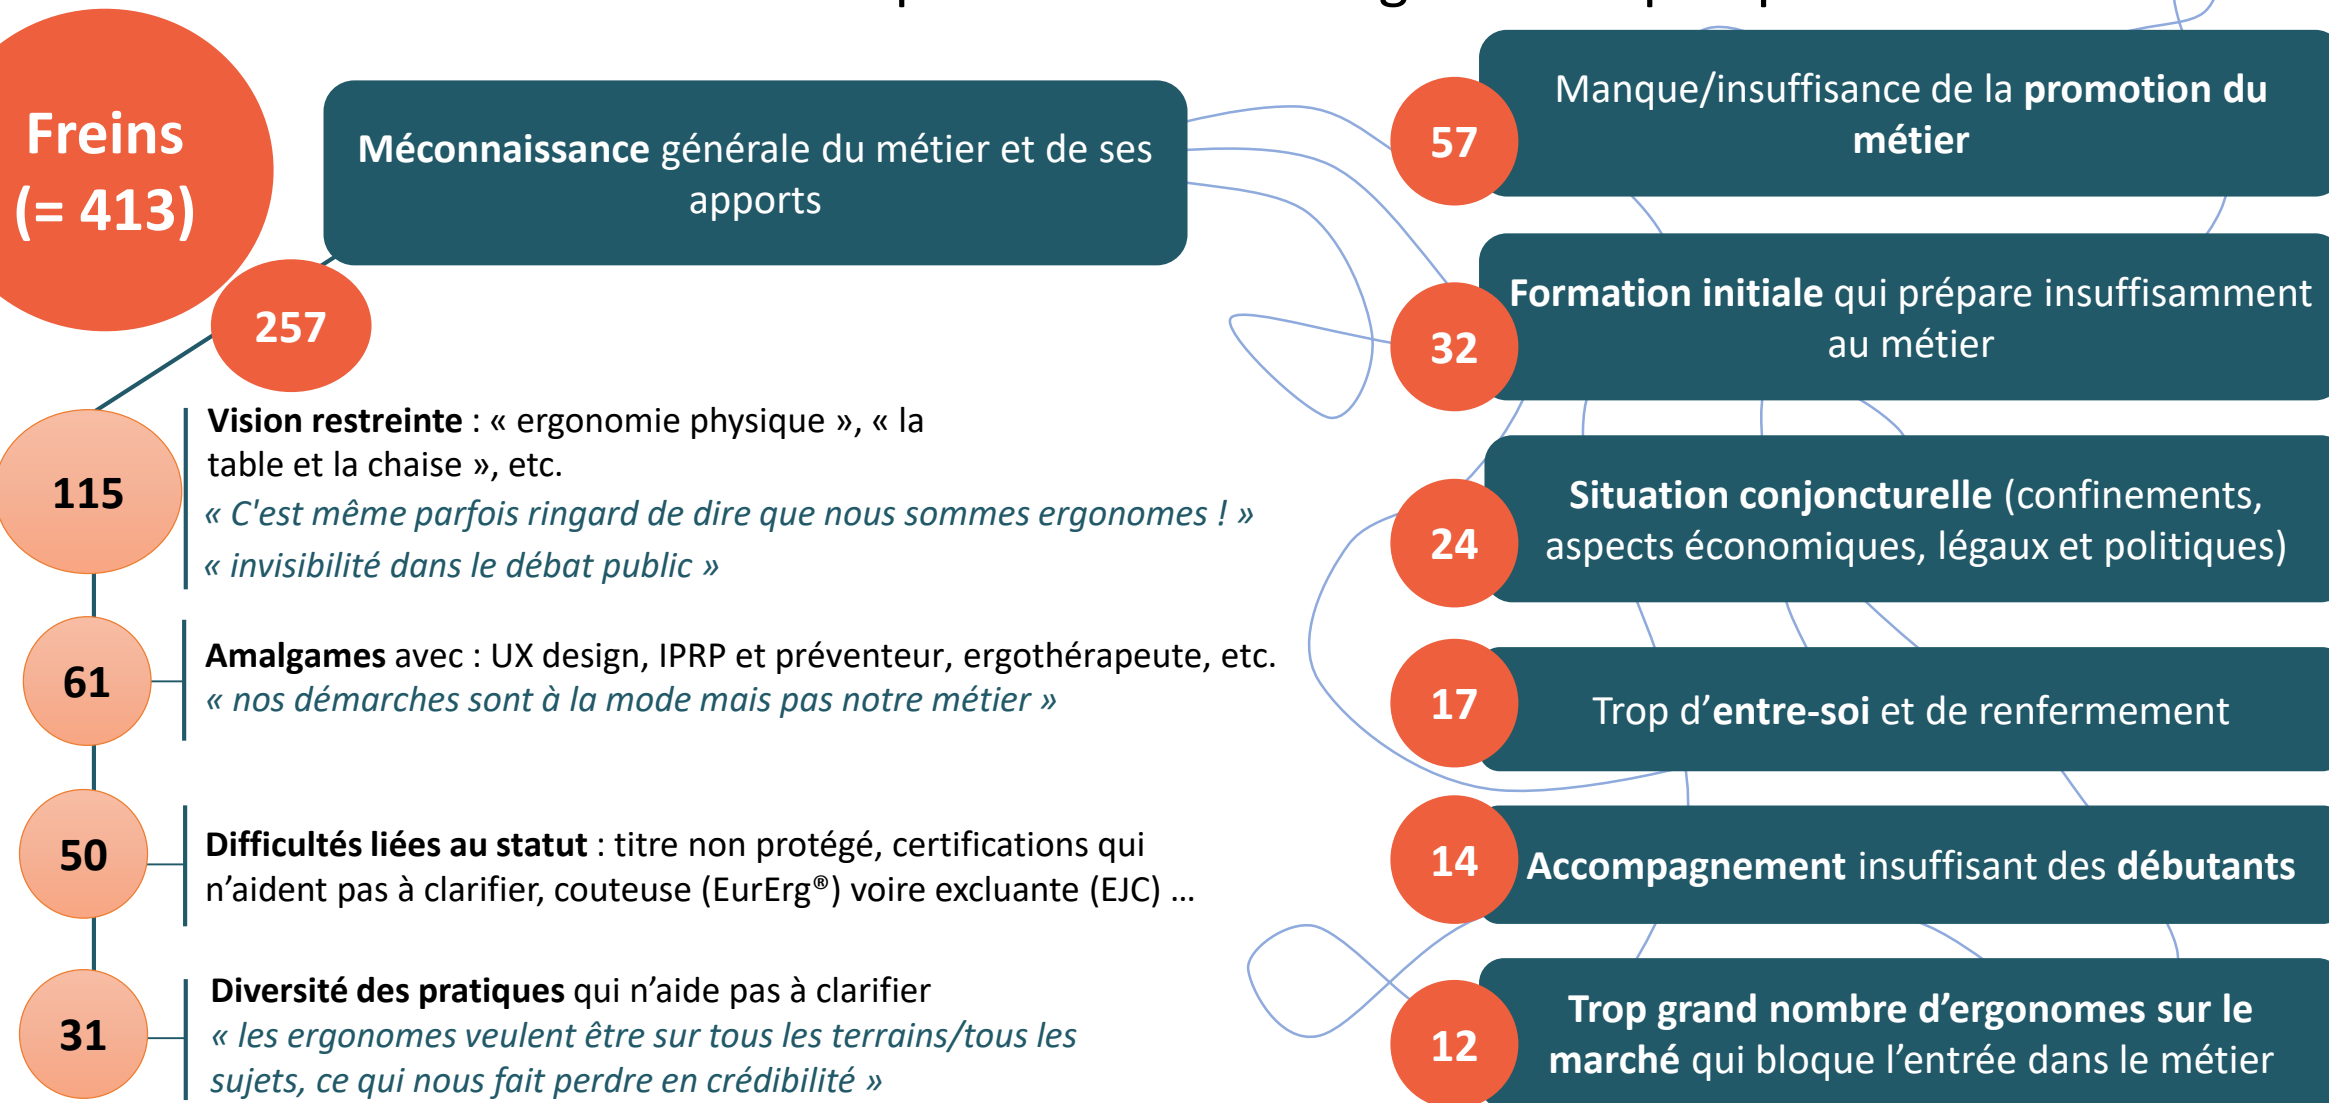 Freins
(= 413)
257
Méconnaissance générale du métier et de ses
apports
115
Vision restreinte : « ergonomie physique », « la
table et la chaise », etc.
« C'est même parfois ringard de dire que nous sommes ergonomes ! »
« invisibilité dans le débat public »
61
Amalgames avec : UX design, IPRP et préventeur, ergothérapeute, etc.
« nos démarches sont à la mode mais pas notre métier »
50
Difficultés liées au statut : titre non protégé, certifications qui
n’aident pas à clarifier, couteuse (EurErg®) voire excluante (EJC) …
31
Diversité des pratiques qui n’aide pas à clarifier
« les ergonomes veulent être sur tous les terrains/tous les
sujets, ce qui nous fait perdre en crédibilité »
57
Manque/insuffisance de la promotion du
métier
32
Formation initiale qui prépare insuffisamment
au métier
24
Situation conjoncturelle (confinements,
aspects économiques, légaux et politiques)
17
Trop d’entre-soi et de renfermement
14
Accompagnement insuffisant des débutants
12
Trop grand nombre d’ergonomes sur le
marché qui bloque l’entrée dans le métier